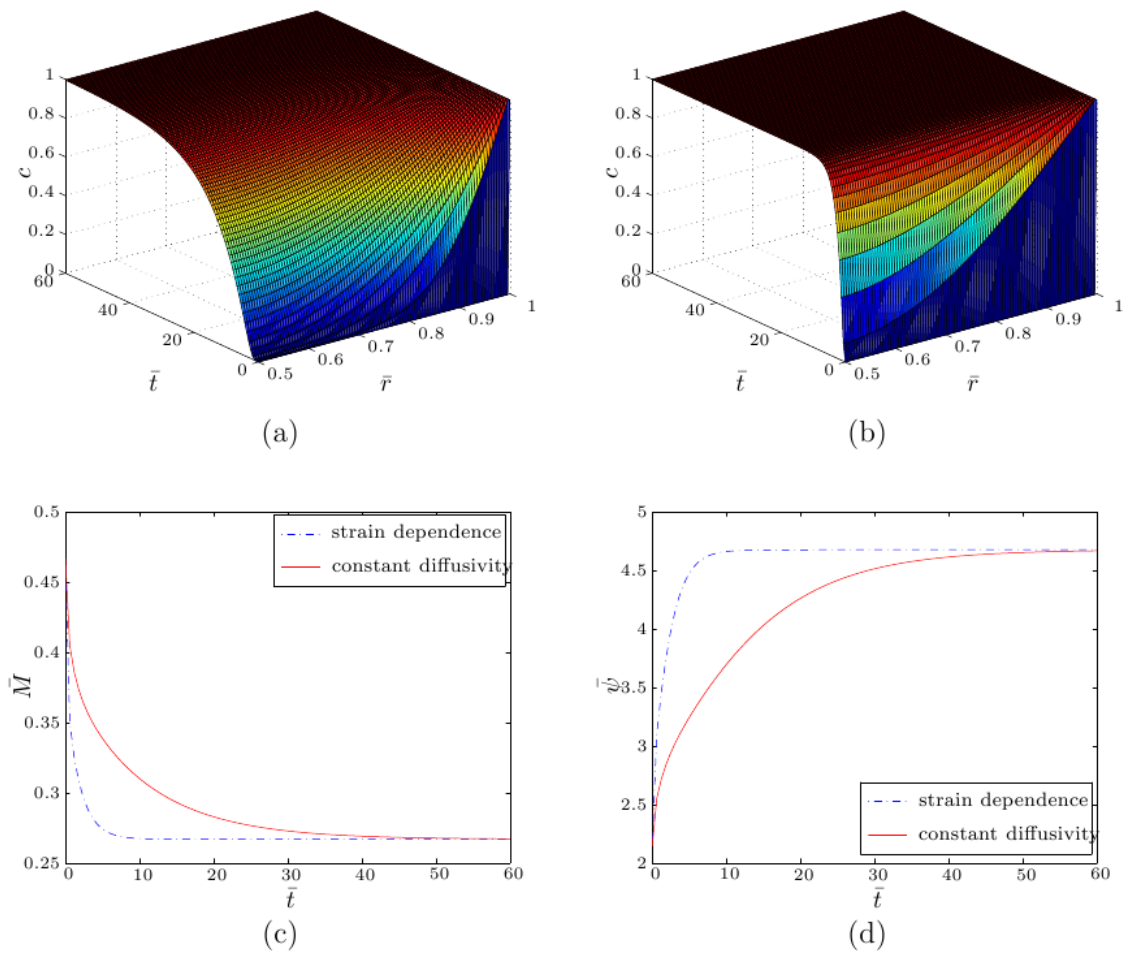 1
0.8
0.6
0.4
0.2
0
c
60
40
20
0
t̄
0.5
0.6
0.7
0.8
0.9
1
r̄
(a)
1
0.8
0.6
0.4
0.2
0
c
60
40
20
0
t̄
0.5
0.6
0.7
0.8
0.9
1
r̄
(b)
0.5
0.45
0.4
0.35
0.3
0.25
M̄
strain dependence
constant diffusivity
0 10 20 30 40 50 60
t̄
(c)
5
4.5
4
3.5
3
2.5
2
ψ̄
strain dependence
constant diffusivity
0 10 20 30 40 50 60
t̄
(d)